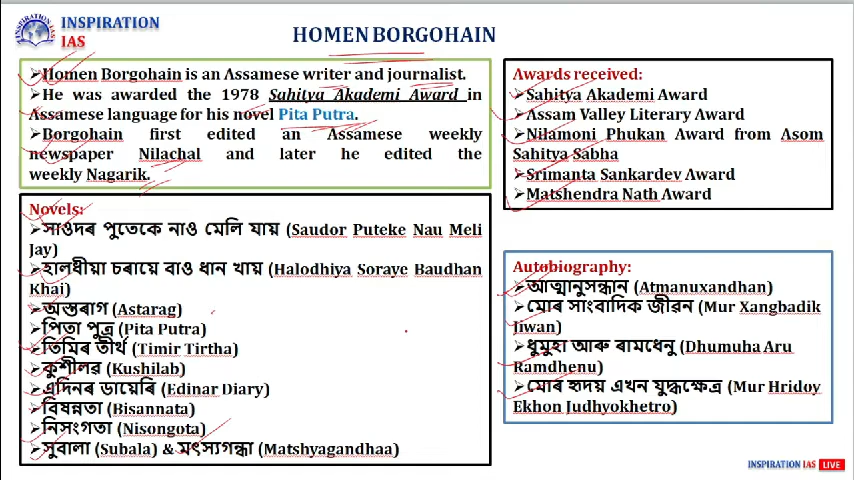 INSPIRATION
IAS
HOMEN BORGOHAIN
➢Homen Borgohain is an Assamese writer and journalist.
➢He was awarded the 1978 Sahitya Akademi Award in
Assamese language for his novel Pita Putra.
➢Borgohain first edited an Assamese weekly
newspaper Nilachal and later he edited the
weekly Nagarik.
Novels:
➢সাওদৰ পুতেকে নাও মেলি যায় (Saudor Puteke Nau Meli
Jay)
➢হালধীয়া চৰায়ে বাও ধান খায় (Halodhiya Soraye Baudhan
Khai)
➢অস্তৰাগ (Astarag)
➢পিতা পুত্ৰ (Pita Putra)
➢তিমিৰ তীৰ্থ (Timir Tirtha)
➢কুশীলৱ (Kushilab)
➢এদিনৰ ডায়েৰি (Edinar Diary)
➢বিষন্নতা (Bisannata)
➢নিসংগতা (Nisongota)
➢সুবালা (Subala) & মৎস্যগন্ধা (Matshyagandhaa)
Awards received:
➢Sahitya Akademi Award
➢Assam Valley Literary Award
➢Nilamoni Phukan Award from Asom
Sahitya Sabha
➢Srimanta Sankardev Award
➢Matshendra Nath Award
Autobiography:
➢আত্মানুসন্ধান (Atmanuxandhan)
➢মোৰ সাংবাদিক জীৱন (Mur Xangbadik
Jiwan)
➢ধুমুহা আৰু ৰামধেনু (Dhumuha Aru
Ramdhenu)
➢মোৰ হৃদয় এখন যুদ্ধক্ষেত্ৰ (Mur Hridoy
Ekhon Judhyokhetro)
INSPIRATION IAS LIVE